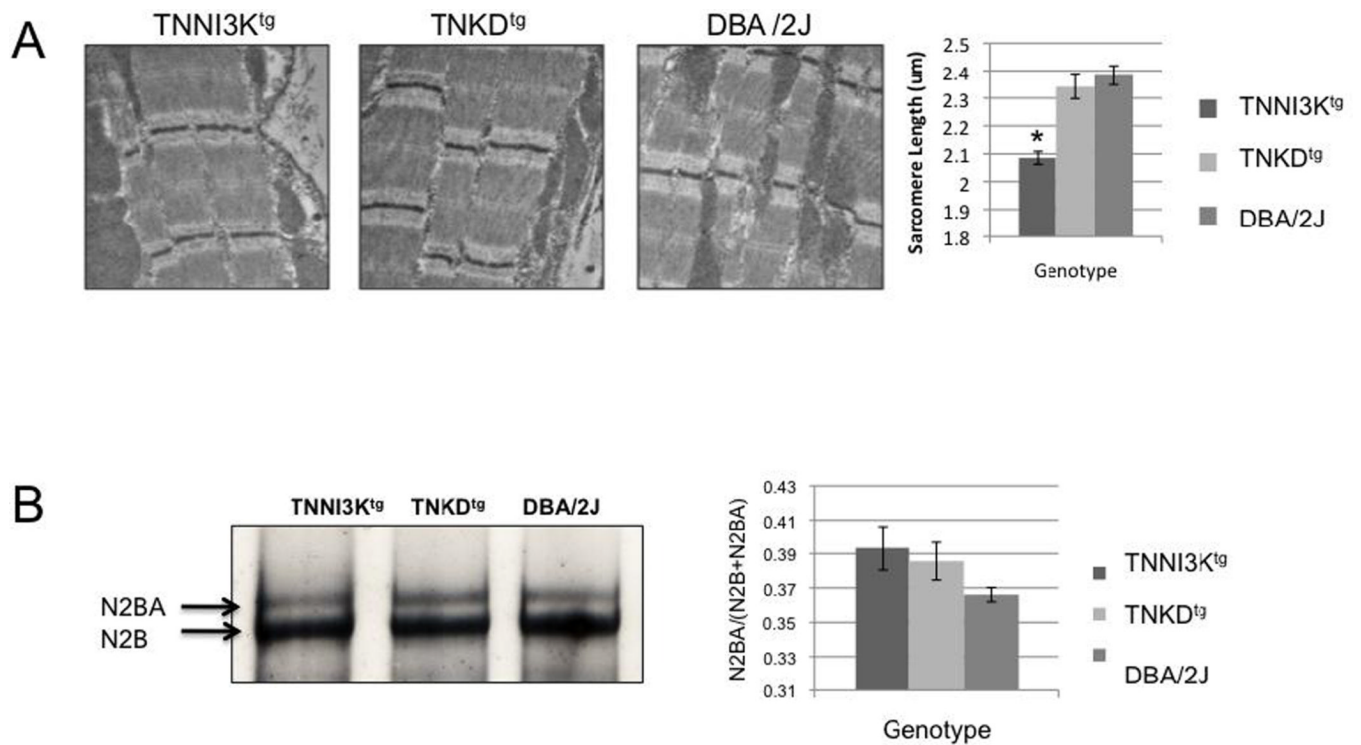 A
TNNI3Ktg
TNKDtg
DBA /2J
Sarcomere Length (um)
2.5
2.4
2.3
2.2
2.1
2
1.9
1.8
*
Genotype
TNNI3Ktg
TNKDtg
DBA/2J
B
TNNI3Ktg
TNKDtg
DBA/2J
N2BA
N2B
N2BA/(N2B+N2BA)
0.43
0.41
0.39
0.37
0.35
0.33
0.31
Genotype
TNNI3Ktg
TNKDtg
DBA/2J